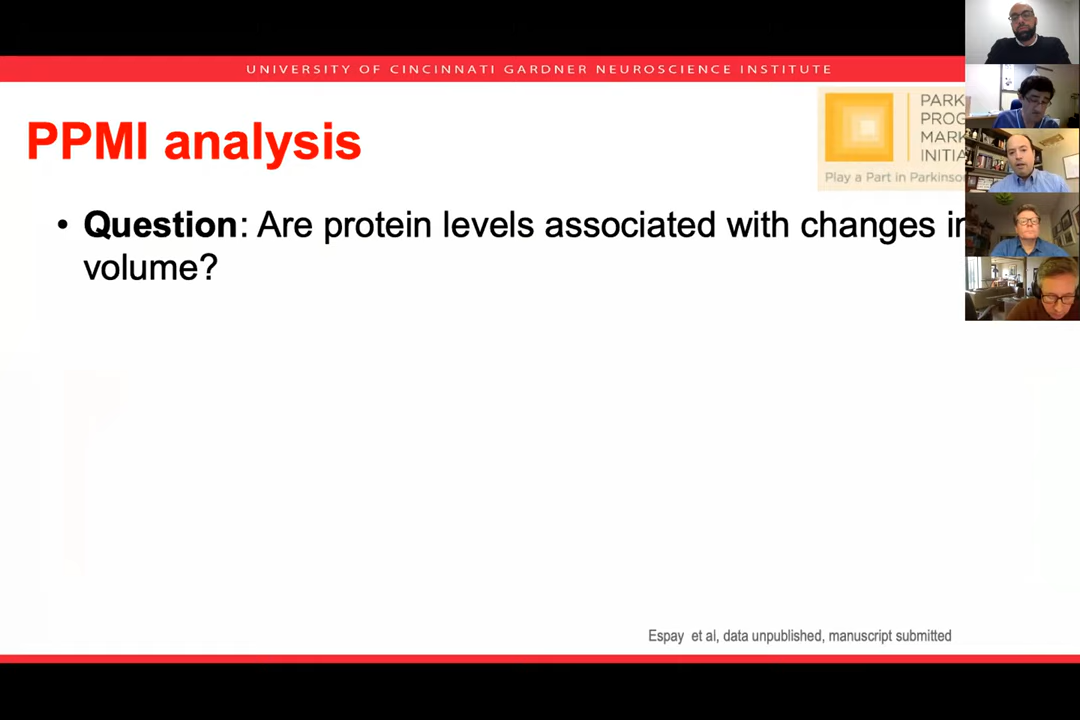 UNIVERSITY OF CINCINNATI GARDNER NEUROSCIENCE INSTITUTE
PPMI analysis
PARK
PROG
MARK
INITIA
Play a Part in Parkinson
• Question: Are protein levels associated with changes in
volume?
Espay et al, data unpublished, manuscript submitted